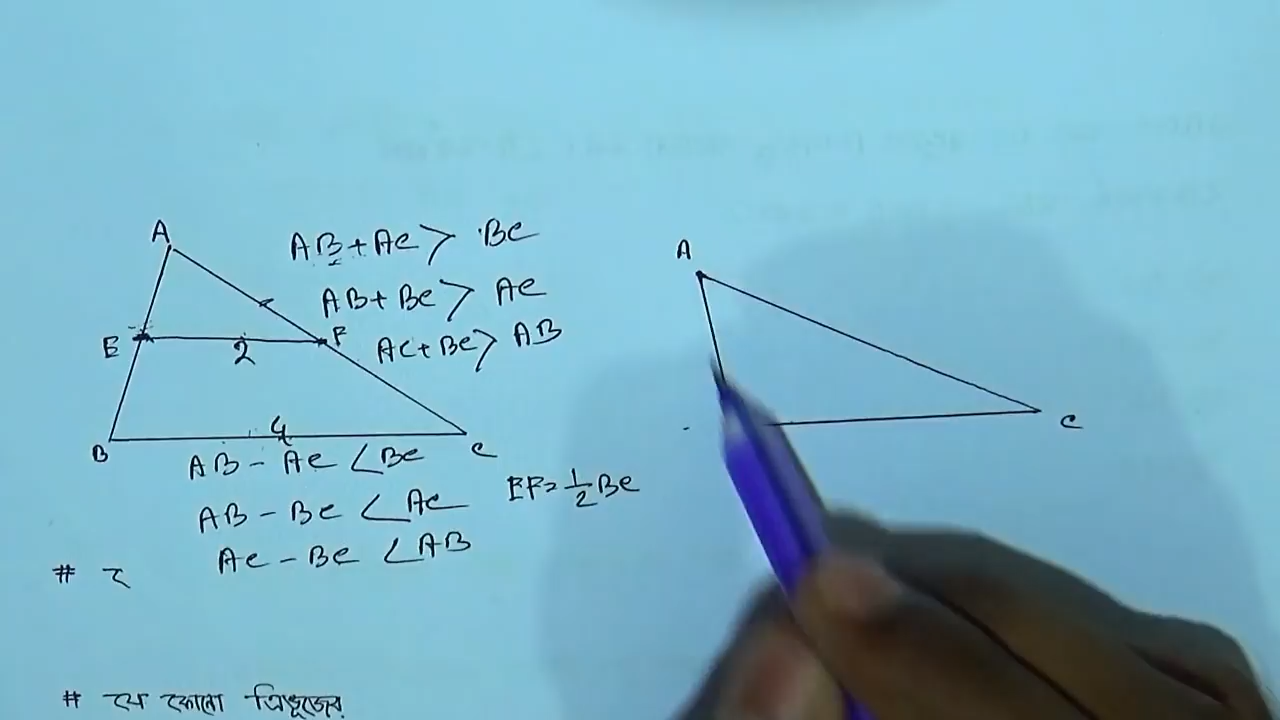 A
AB + AC > BC
AB + BC > AC
AC + BC > AB
E
F
2
4
B
C
AB - AC < BC
AB - BC < AC
AC - BC < AB
EF = 1/2 BC
A
C
#
# যে কোনো ত্রিভুজের